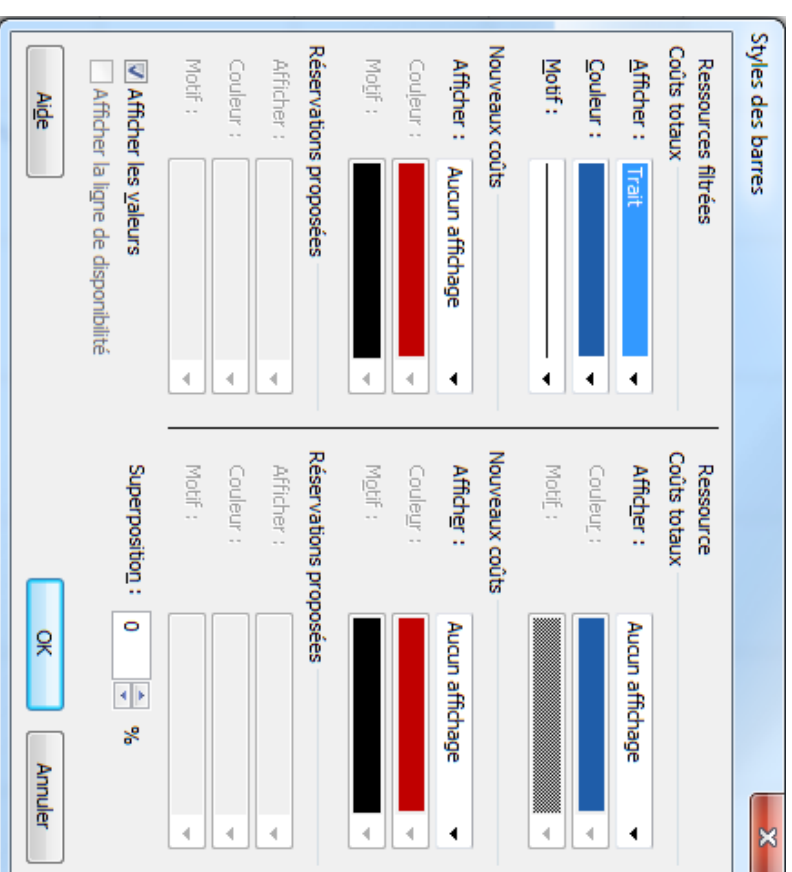 Styles des barres
Ressources filtrées
Coûts totaux
Afficher : Trait
Couleur :
Motif :
Nouveaux coûts
Afficher : Aucun affichage
Couleur :
Motif :
Réservations proposées
Afficher :
Couleur :
Motif :
Ressource
Coûts totaux
Afficher : Aucun affichage
Couleur :
Motif :
Nouveaux coûts
Afficher : Aucun affichage
Couleur :
Motif :
Réservations proposées
Afficher :
Couleur :
Motif :
Afficher les valeurs
Superposition : 0 %
Afficher la ligne de disponibilité
Aide
OK
Annuler